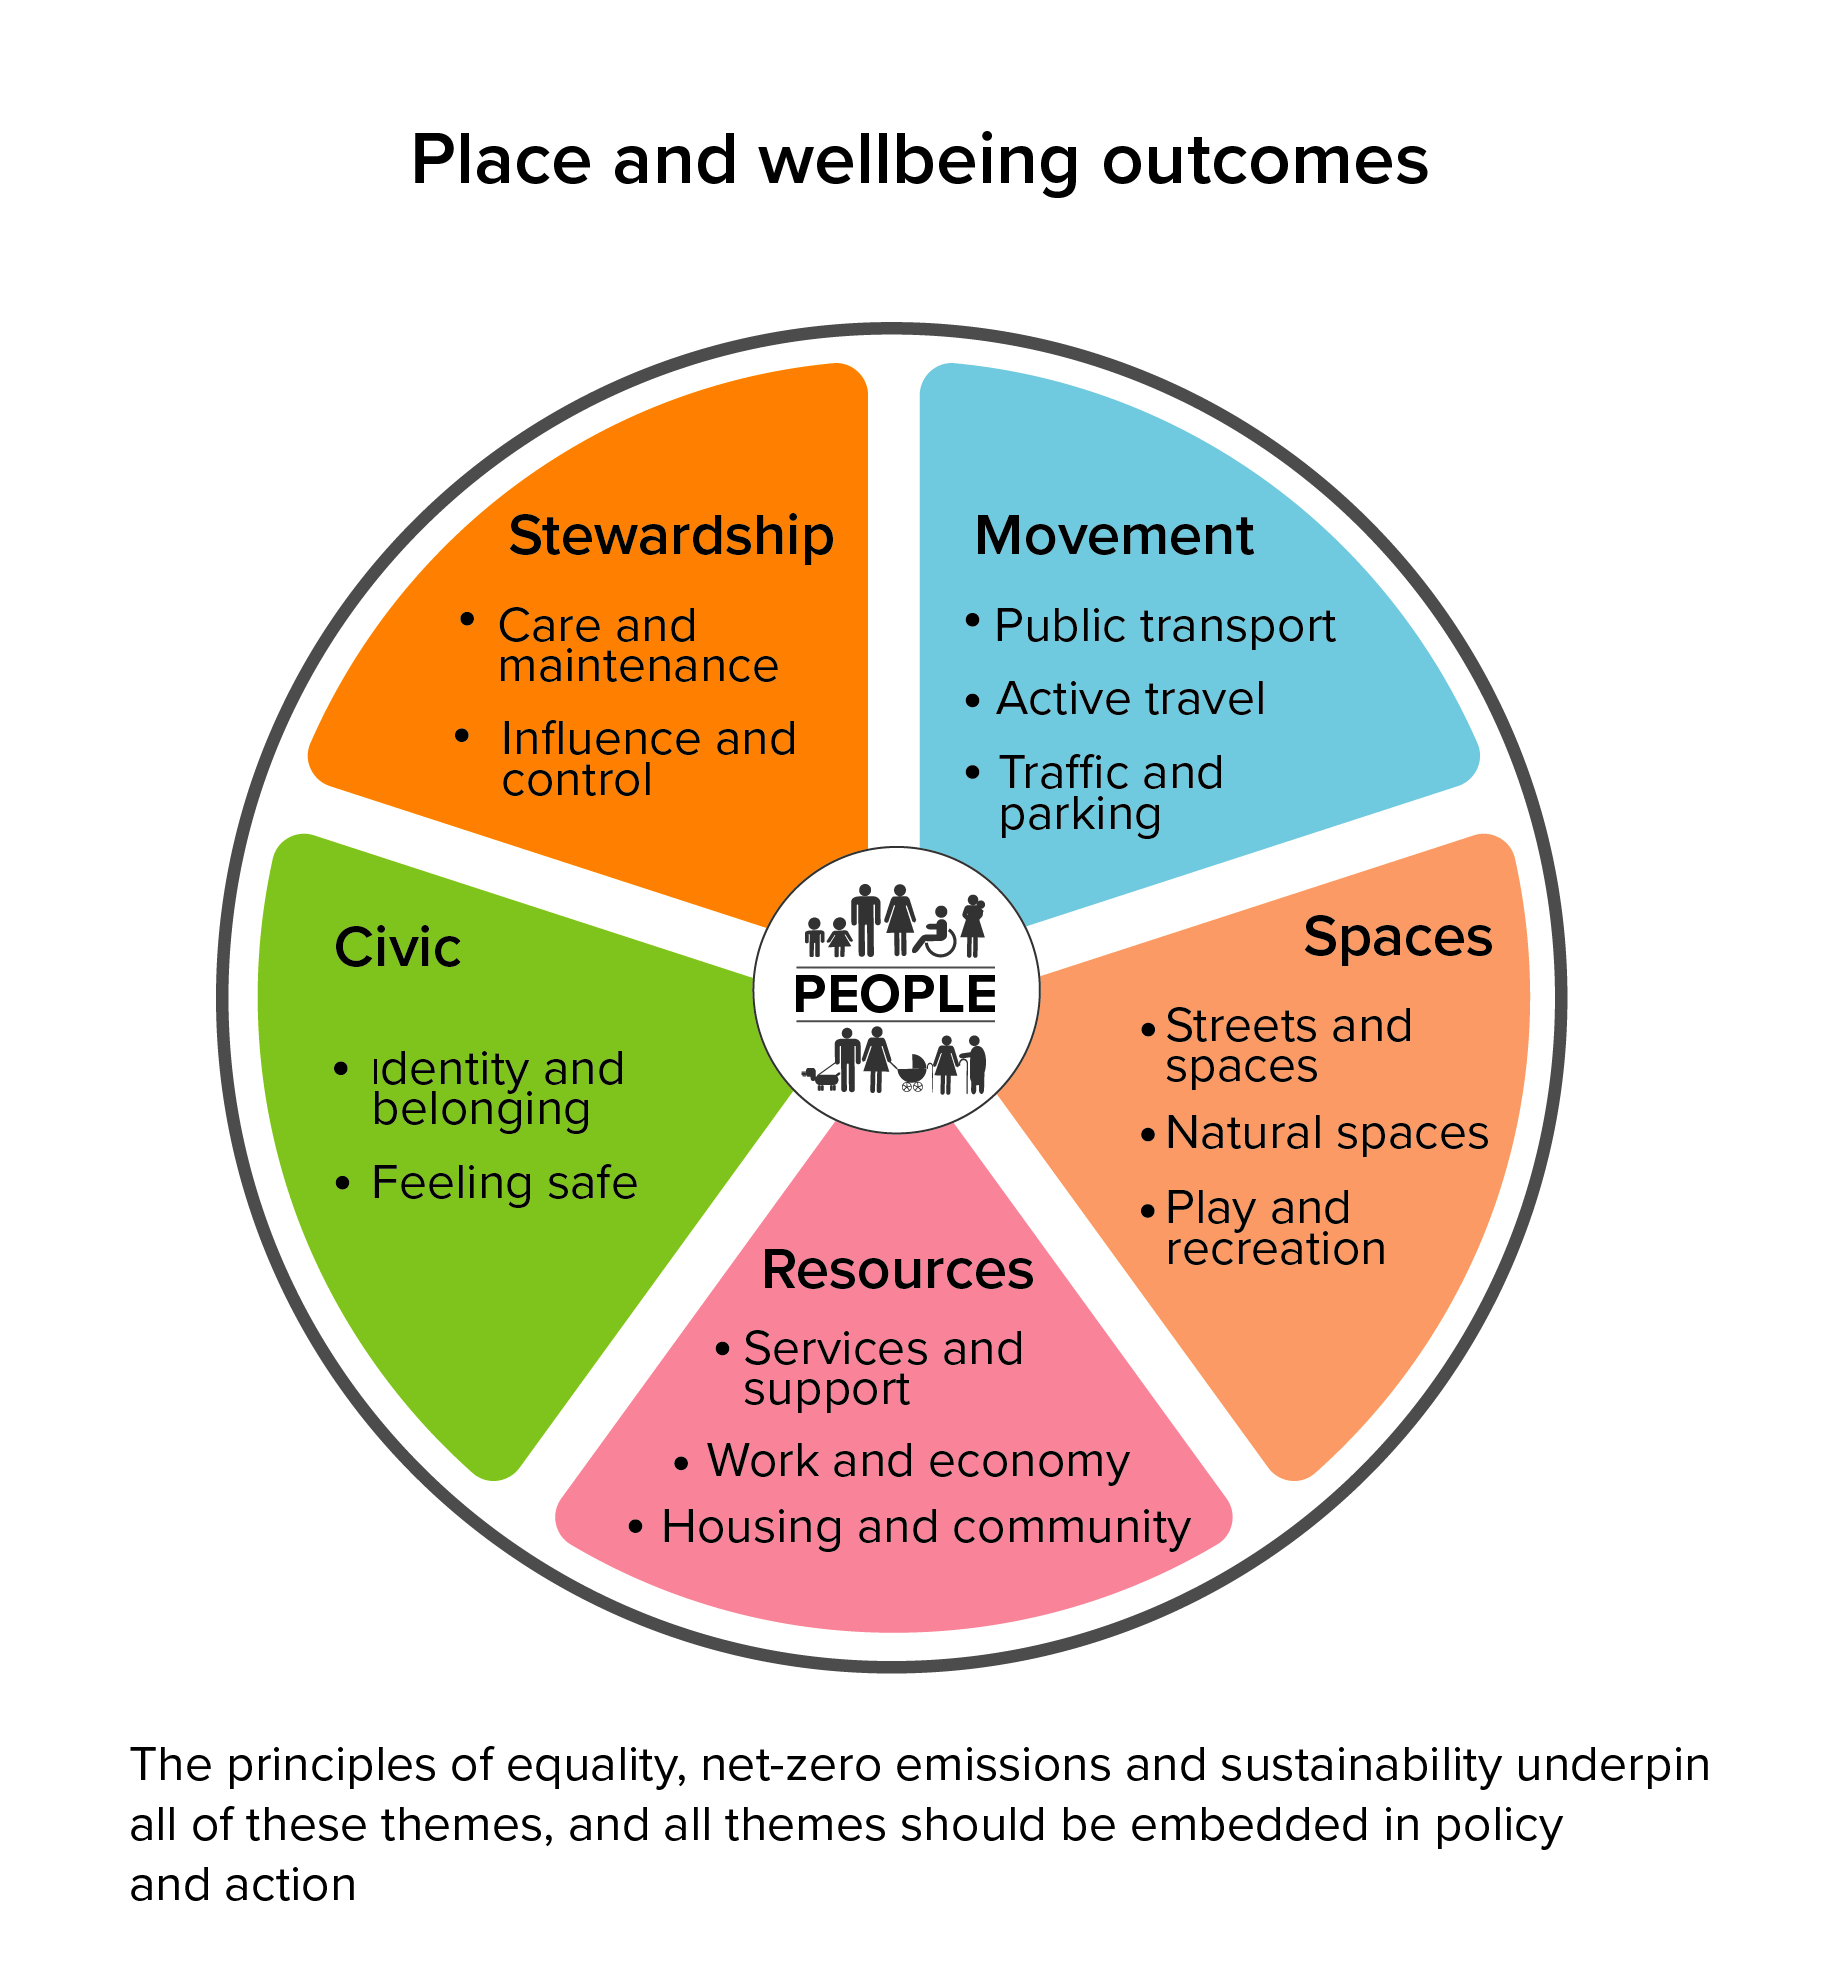 Place and wellbeing outcomes
Stewardship
• Care and
maintenance
• Influence and
control
Movement
• Public transport
• Active travel
• Traffic and
parking
Spaces
• Streets and
spaces
• Natural spaces
• Play and
recreation
Resources
• Services and
support
• Work and economy
• Housing and community
Civic
• Identity and
belonging
• Feeling safe
PEOPLE
The principles of equality, net-zero emissions and sustainability underpin
all of these themes, and all themes should be embedded in policy
and action